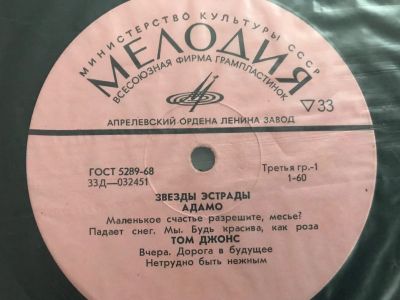 МИНИСТЕРСТВО КУЛЬТУРЫ СССР
МЕЛОДИЯ
ВСЕСОЮЗНАЯ ФИРМА ГРАМПЛАСТИНОК
▽33
АПРЕЛЕВСКИЙ ОРДЕНА ЛЕНИНА ЗАВОД
ГОСТ 5289-68
33Д—032451
Третья гр.-1
1-60
ЗВЕЗДЫ ЭСТРАДЫ
АДАМО
Маленькое счастье разрешите, месье?
Падает снег. Мы. Будь красива, как роза
ТОМ ДЖОНС
Вчера. Дорога в будущее
Нетрудно быть нежным